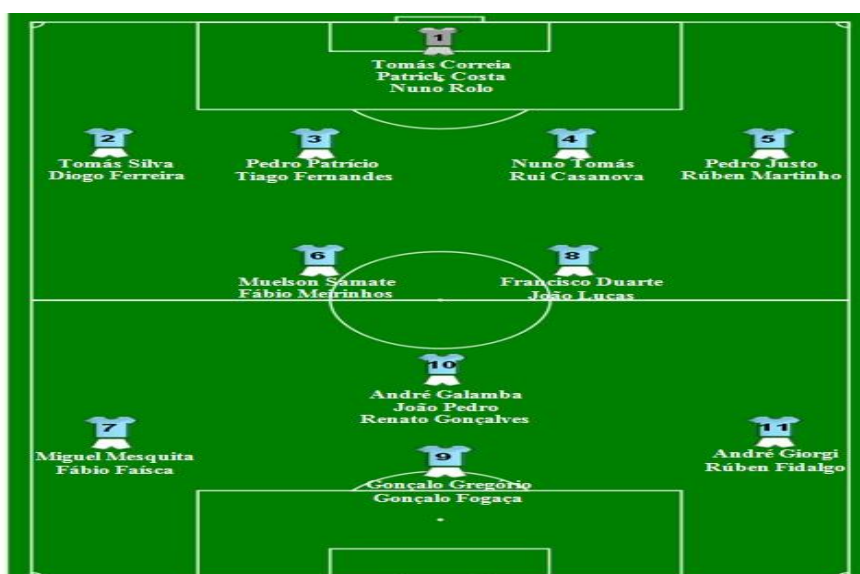 1
Tomás Correia
Patrick Costa
Nuno Rolo
2
Tomás Silva
Diogo Ferreira
3
Pedro Patrício
Tiago Fernandes
4
Nuno Tomás
Rui Casanova
5
Pedro Justo
Rúben Martinho
6
Muelson Samate
Fábio Meirinhos
8
Francisco Duarte
João Lucas
10
André Galamba
João Pedro
Renato Gonçalves
7
Miguel Mesquita
Fábio Faísca
9
Gonçalo Gregório
Gonçalo Fogaça
11
André Giorgi
Rúben Fidalgo